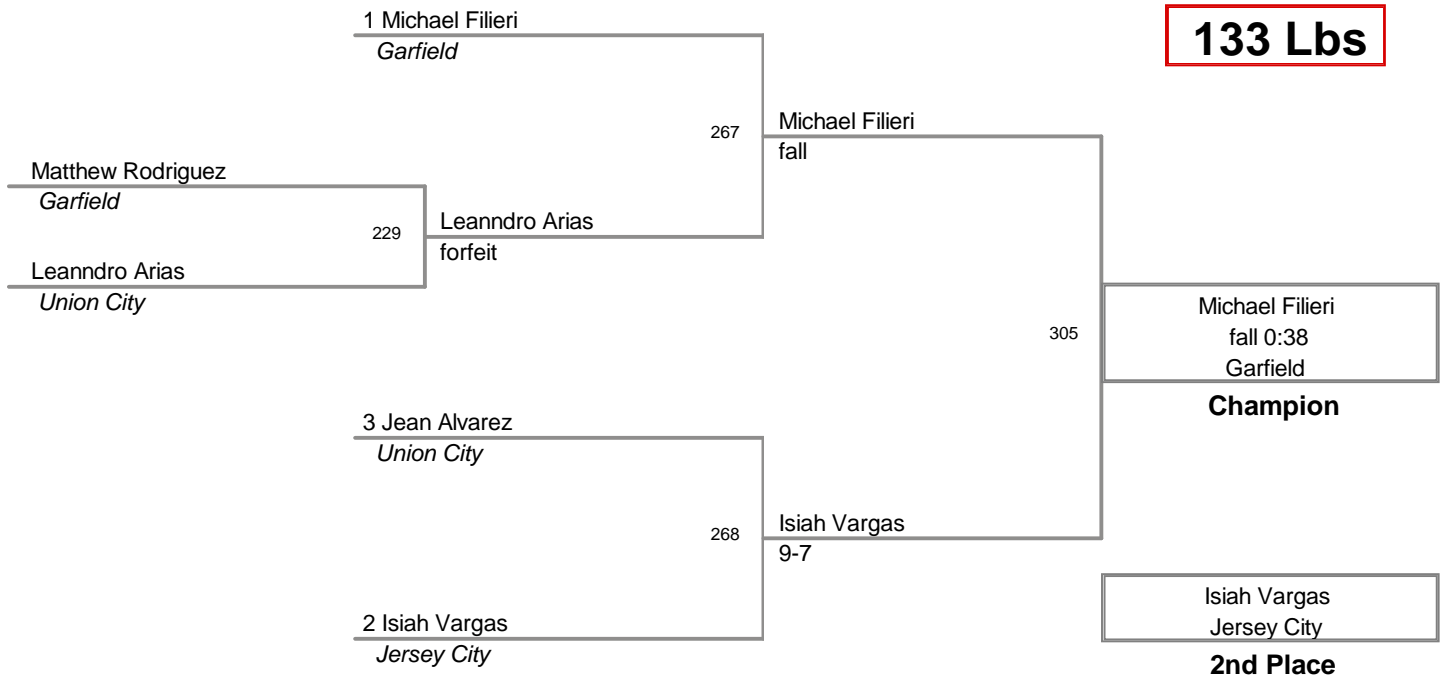 133 Lbs
1 Michael Filieri
Garfield
267
Michael Filieri
fall
Matthew Rodriguez
Garfield
229
Leanndro Arias
forfeit
Leanndro Arias
Union City
305
Michael Filieri
fall 0:38
Garfield
Champion
3 Jean Alvarez
Union City
268
Isiah Vargas
9-7
2 Isiah Vargas
Jersey City
Isiah Vargas
Jersey City
2nd Place